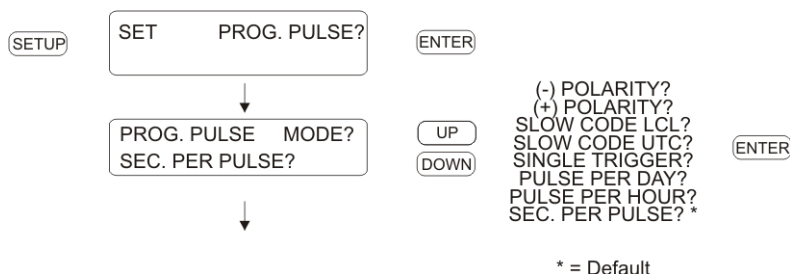 SETUP
SET PROG. PULSE?
ENTER
PROG. PULSE MODE?
SEC. PER PULSE?
UP
DOWN
(-) POLARITY?
(+) POLARITY?
SLOW CODE LCL?
SLOW CODE UTC?
SINGLE TRIGGER?
PULSE PER DAY?
PULSE PER HOUR?
SEC. PER PULSE? *
ENTER
* = Default